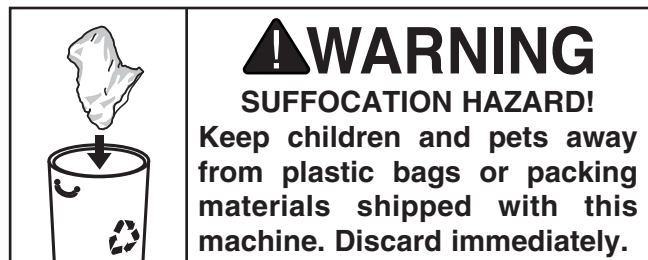 WARNING
SUFFOCATION HAZARD!
Keep children and pets away
from plastic bags or packing
materials shipped with this
machine. Discard immediately.